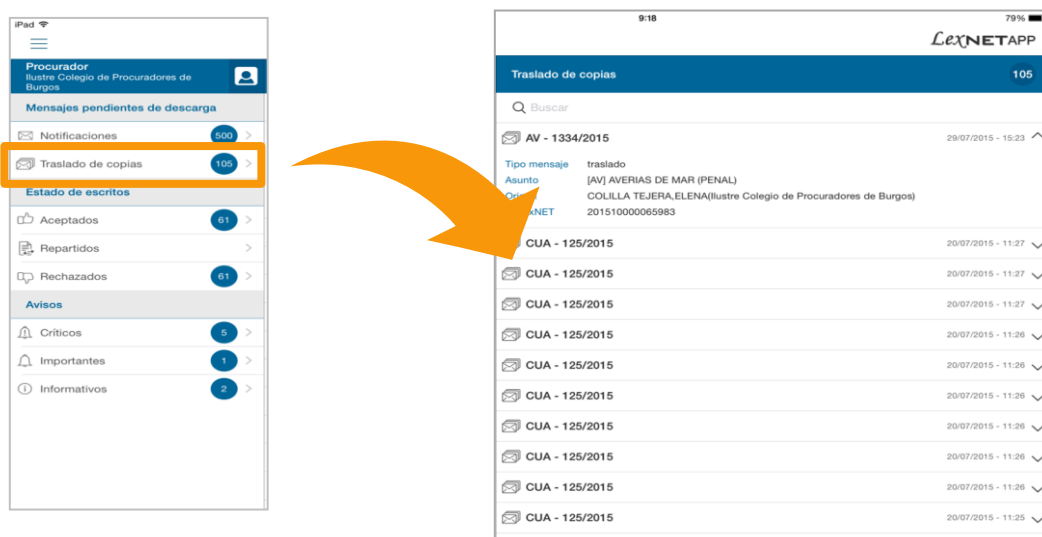 iPad
Procurador
Ilustre Colegio de Procuradores de
Burgos
Mensajes pendientes de descarga
Notificaciones 500
Traslado de copias 105
Estado de escritos
Aceptados 61
Repartidos
Rechazados 61
Avisos
Críticos 5
Importantes 1
Informativos 2
9:18 79%
LexNETAPP
Traslado de copias 105
Buscar
AV - 1334/2015 29/07/2015 - 15:23
Tipo mensaje traslado
Asunto [AV] AVERIAS DE MAR (PENAL)
COLILLA TEJERA,ELENA(Ilustre Colegio de Procuradores de Burgos)
NET 201510000065983
CUA - 125/2015 20/07/2015 - 11:27
CUA - 125/2015 20/07/2015 - 11:27
CUA - 125/2015 20/07/2015 - 11:27
CUA - 125/2015 20/07/2015 - 11:26
CUA - 125/2015 20/07/2015 - 11:26
CUA - 125/2015 20/07/2015 - 11:26
CUA - 125/2015 20/07/2015 - 11:26
CUA - 125/2015 20/07/2015 - 11:26
CUA - 125/2015 20/07/2015 - 11:26
CUA - 125/2015 20/07/2015 - 11:25